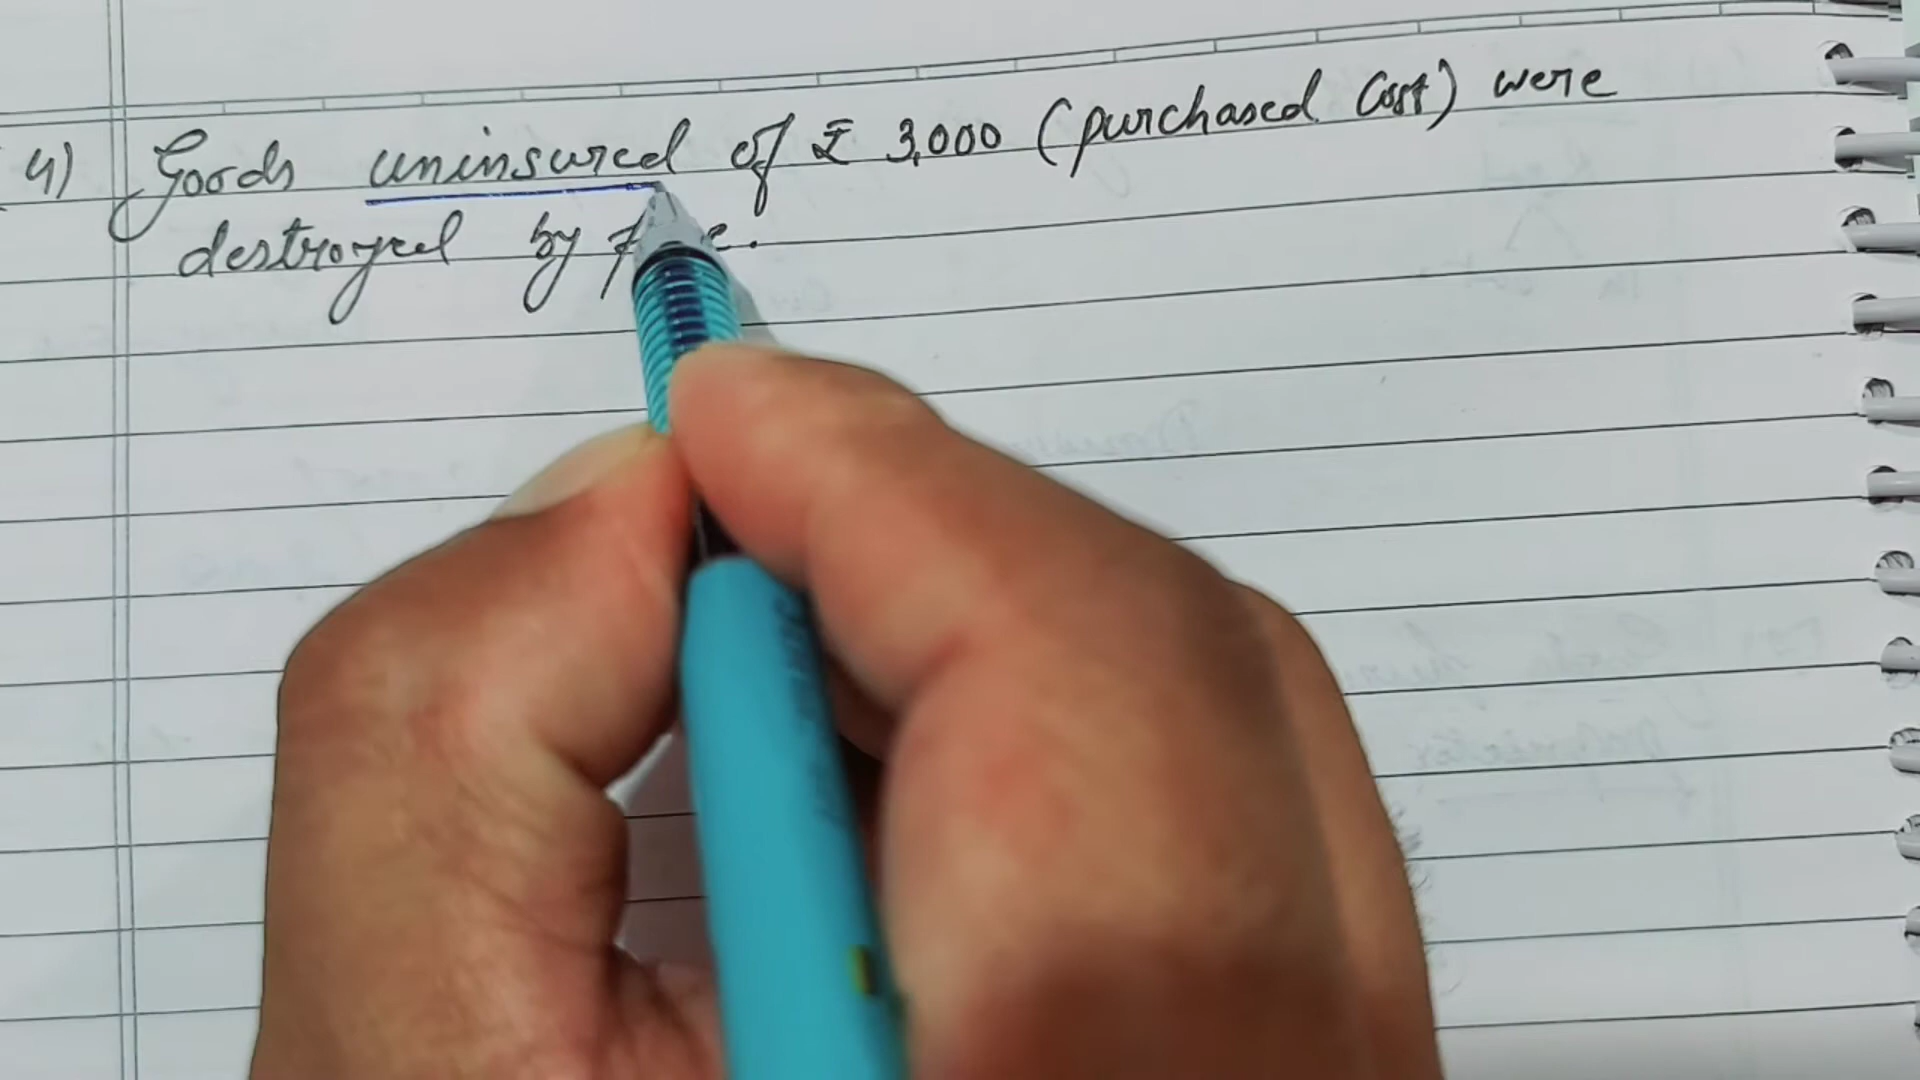 4) Goods uninsured of ₹ 3,000 (purchased Cost) were
destroyed by